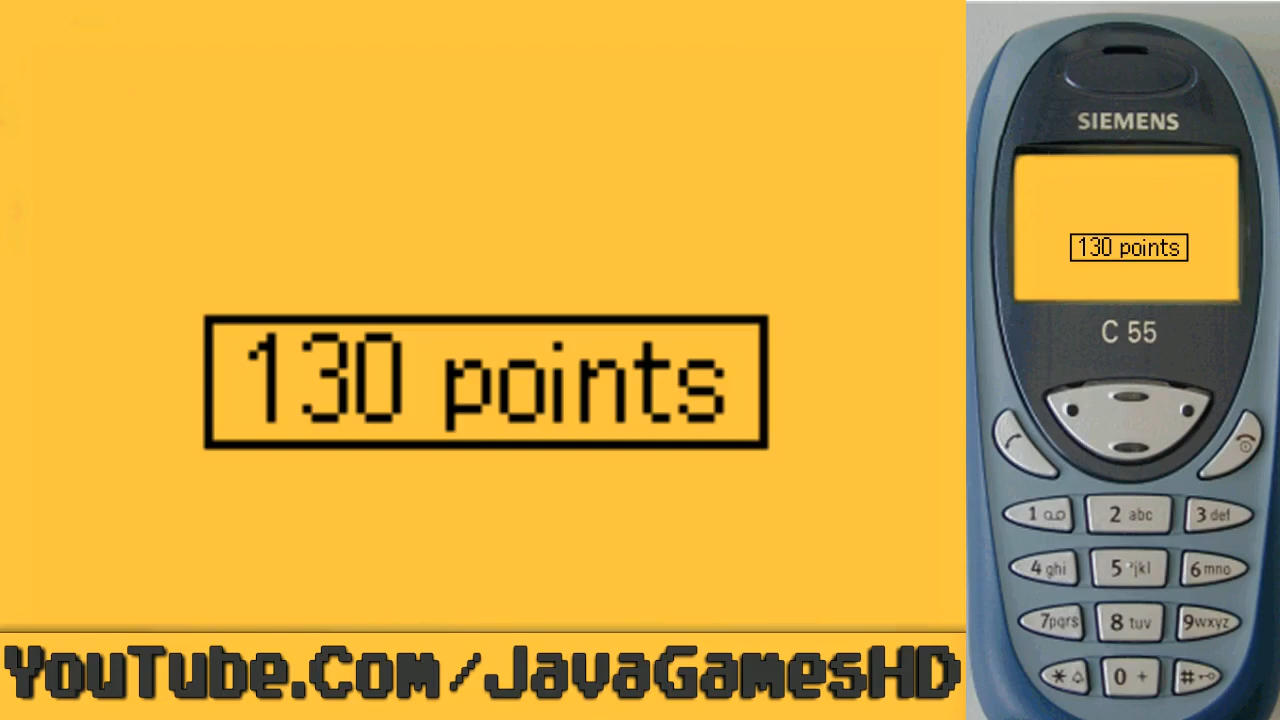 130 points
YouTube.Com/JavaGamesHD
SIEMENS
130 points
C 55
1
2 abc
3 def
4 ghi
5 jkl
6 mno
7pqrs
8 tuv
9wxyz
*
0 +
#